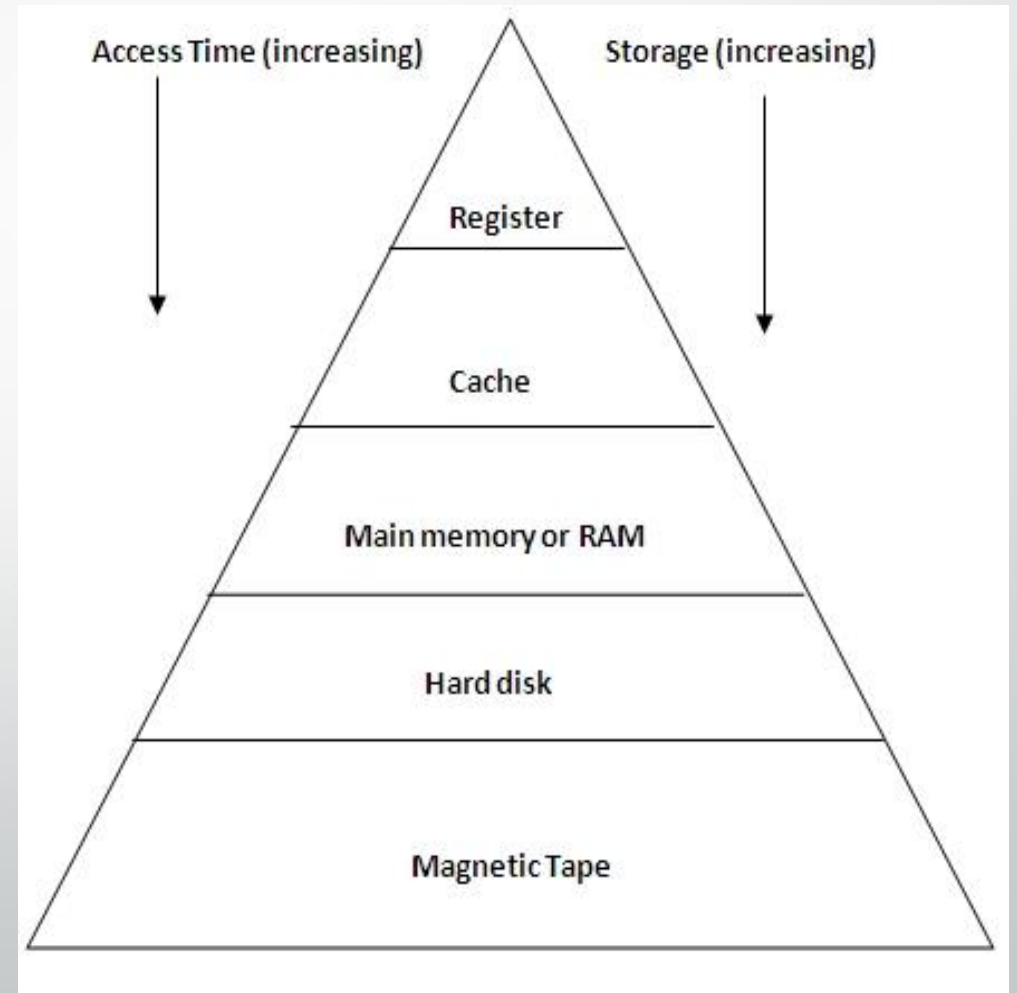 Access Time (increasing)
Storage (increasing)
Register
Cache
Main memory or RAM
Hard disk
Magnetic Tape